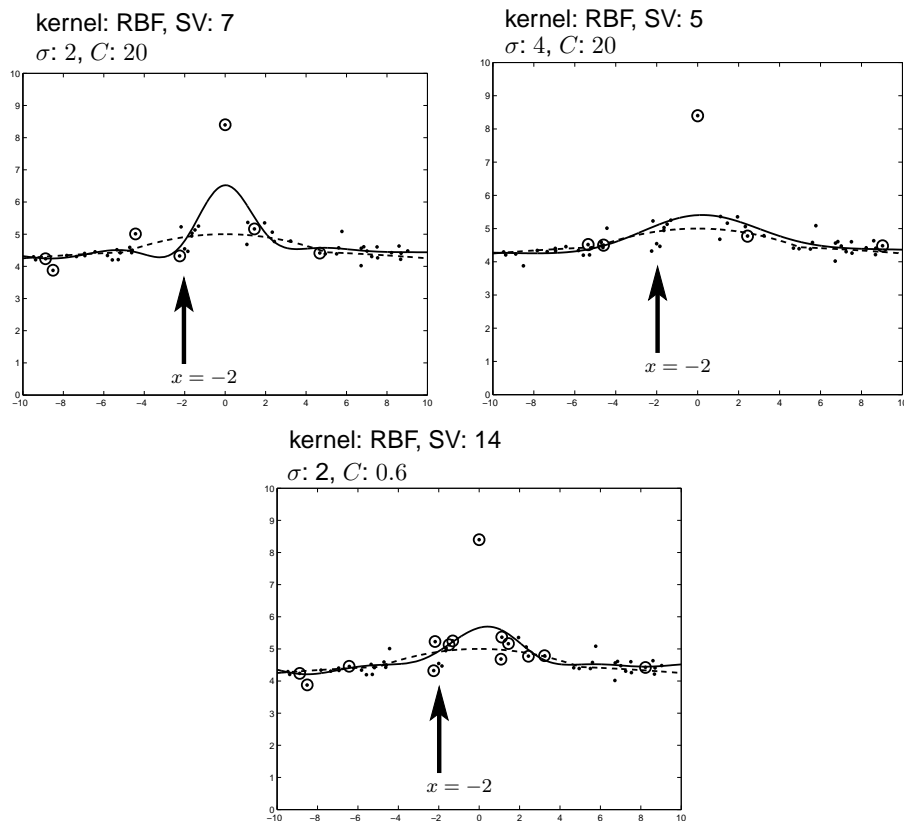 kernel: RBF, SV: 7
σ: 2, C: 20
10
9
8
7
6
5
4
3
2
1
0
−10 −8 −6 −4 −2 0 2 4 6 8 10
x = −2
kernel: RBF, SV: 5
σ: 4, C: 20
10
9
8
7
6
5
4
3
2
1
0
−10 −8 −6 −4 −2 0 2 4 6 8 10
x = −2
kernel: RBF, SV: 14
σ: 2, C: 0.6
10
9
8
7
6
5
4
3
2
1
0
−10 −8 −6 −4 −2 0 2 4 6 8 10
x = −2